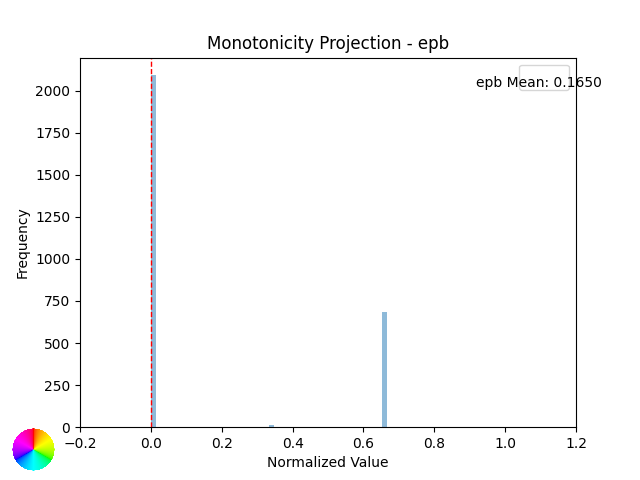 Monotonicity Projection - epb
epb Mean: 0.1650
2000
1750
1500
1250
1000
750
500
250
0
Frequency
−0.2 0.0 0.2 0.4 0.6 0.8 1.0 1.2
Normalized Value